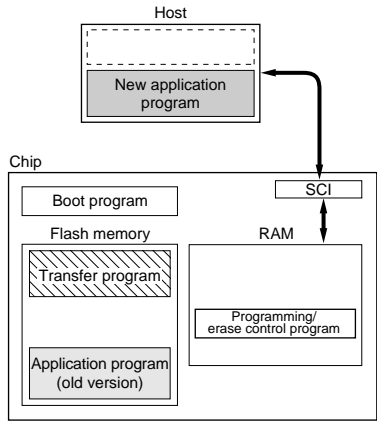 Host
New application
program
Chip
SCI
Boot program
Flash memory
RAM
Transfer program
Programming/
erase control program
Application program
(old version)